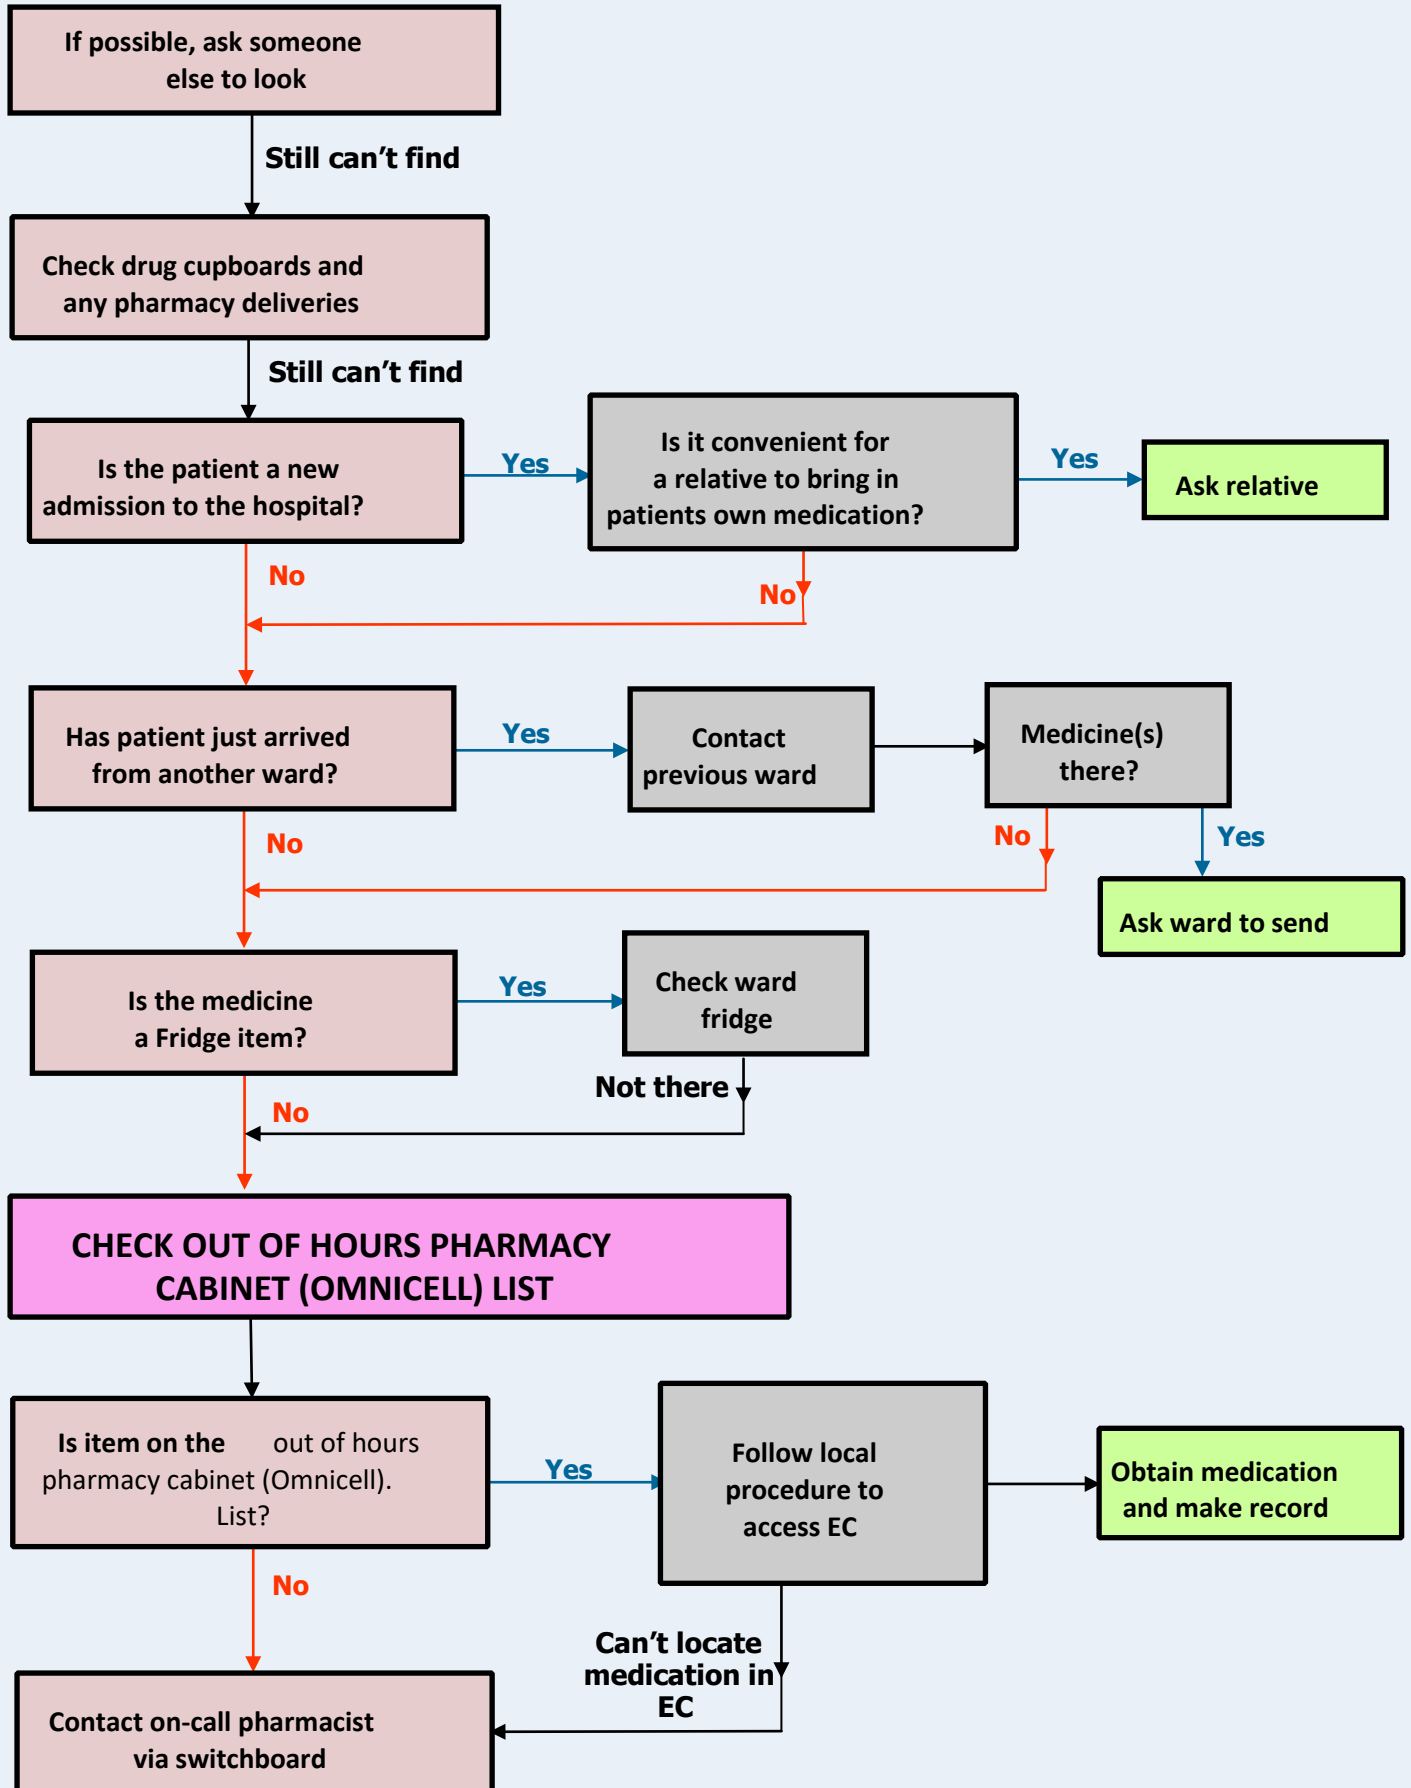 If possible, ask someone
else to look
Still can’t find
Check drug cupboards and
any pharmacy deliveries
Still can’t find
Is the patient a new
admission to the hospital?
Yes
Is it convenient for
a relative to bring in
patients own medication?
Yes
Ask relative
No
No
Has patient just arrived
from another ward?
Yes
Contact
previous ward
Medicine(s)
there?
No
No
Yes
Ask ward to send
Is the medicine
a Fridge item?
Yes
Check ward
fridge
Not there
No
CHECK OUT OF HOURS PHARMACY
CABINET (OMNICELL) LIST
Is item on the out of hours
pharmacy cabinet (Omnicell).
List?
Yes
Follow local
procedure to
access EC
Obtain medication
and make record
No
Can’t locate
medication in
EC
Contact on-call pharmacist
via switchboard